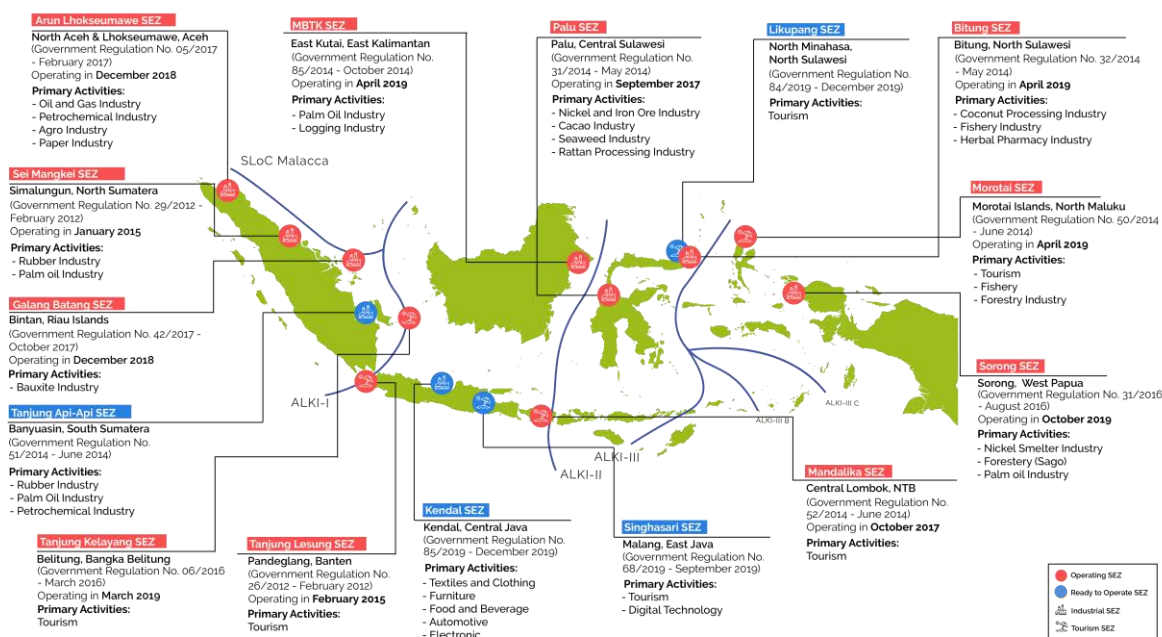 Arun Lhokseumawe SEZ
North Aceh & Lhokseumawe, Aceh
(Government Regulation No. 05/2017
- February 2017)
Operating in December 2018
Primary Activities:
- Oil and Gas Industry
- Petrochemical Industry
- Agro Industry
- Paper Industry
MBTK SEZ
East Kutai, East Kalimantan
(Government Regulation No.
85/2014 - October 2014)
Operating in April 2019
Primary Activities:
- Palm Oil Industry
- Logging Industry
Palu SEZ
Palu, Central Sulawesi
(Government Regulation No.
31/2014 - May 2014)
Operating in September 2017
Primary Activities:
- Nickel and Iron Ore Industry
- Cacao Industry
- Seaweed Industry
- Rattan Processing Industry
Likupang SEZ
North Minahasa,
North Sulawesi
(Government Regulation No.
84/2019 - December 2019)
Primary Activities:
Tourism
Bitung SEZ
Bitung, North Sulawesi
(Government Regulation No. 32/2014
- May 2014)
Operating in April 2019
Primary Activities:
- Coconut Processing Industry
- Fishery Industry
- Herbal Pharmacy Industry
SLoC Malacca
Sei Mangkei SEZ
Simalungun, North Sumatera
(Government Regulation No. 29/2012 -
February 2012)
Operating in January 2015
Primary Activities:
- Rubber Industry
- Palm oil Industry
Morotai SEZ
Morotai Islands, North Maluku
(Government Regulation No. 50/2014
- June 2014)
Operating in April 2019
Primary Activities:
- Tourism
- Fishery
- Forestry Industry
Galang Batang SEZ
Bintan, Riau Islands
(Government Regulation No. 42/2017 -
October 2017)
Operating in December 2018
Primary Activities:
- Bauxite Industry
Sorong SEZ
Sorong, West Papua
(Government Regulation No. 31/2016
- August 2016)
Operating in October 2019
Primary Activities:
- Nickel Smelter Industry
- Forestery (Sago)
- Palm oil Industry
Tanjung Api-Api SEZ
Banyuasin, South Sumatera
(Government Regulation No.
51/2014 - June 2014)
Primary Activities:
- Rubber Industry
- Palm Oil Industry
- Petrochemical Industry
ALKI-I
ALKI-II
ALKI-III
ALKI-III B
ALKI-III C
Mandalika SEZ
Central Lombok, NTB
(Government Regulation No.
52/2014 - June 2014)
Operating in October 2017
Primary Activities:
Tourism
Tanjung Kelayang SEZ
Belitung, Bangka Belitung
(Government Regulation No. 06/2016
- March 2016)
Operating in March 2019
Primary Activities:
Tourism
Tanjung Lesung SEZ
Pandeglang, Banten
(Government Regulation No.
26/2012 - February 2012)
Operating in February 2015
Primary Activities:
Tourism
Kendal SEZ
Kendal, Central Java
(Government Regulation No.
85/2019 - December 2019)
Primary Activities:
- Textiles and Clothing
- Furniture
- Food and Beverage
- Automotive
- Electronic
Singhasari SEZ
Malang, East Java
(Government Regulation No.
68/2019 - September 2019)
Primary Activities:
- Tourism
- Digital Technology
Operating SEZ
Ready to Operate SEZ
Industrial SEZ
Tourism SEZ